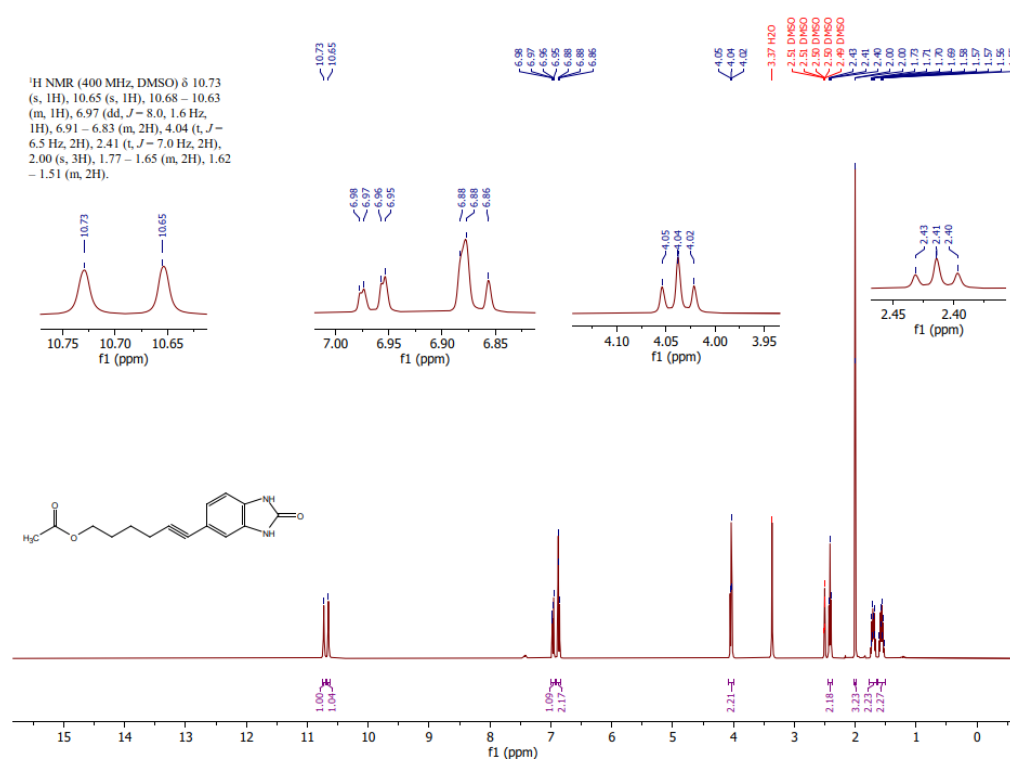 10.73
10.65
6.98
6.97
6.96
6.95
6.88
6.88
6.86
4.05
4.04
4.02
3.37 H2O
2.51 DMSO
2.51 DMSO
2.50 DMSO
2.50 DMSO
2.49 DMSO
2.43
2.41
2.40
2.00
2.00
1.73
1.71
1.70
1.69
1.58
1.57
1.57
1.56
¹H NMR (400 MHz, DMSO) δ 10.73
(s, 1H), 10.65 (s, 1H), 10.68 – 10.63
(m, 1H), 6.97 (dd, J = 8.0, 1.6 Hz,
1H), 6.91 – 6.83 (m, 2H), 4.04 (t, J =
6.5 Hz, 2H), 2.41 (t, J = 7.0 Hz, 2H),
2.00 (s, 3H), 1.77 – 1.65 (m, 2H), 1.62
– 1.51 (m, 2H).
10.73
10.65
10.75 10.70 10.65
f1 (ppm)
6.98
6.97
6.96
6.95
6.88
6.88
6.86
7.00 6.95 6.90 6.85
f1 (ppm)
4.05
4.04
4.02
4.10 4.05 4.00 3.95
f1 (ppm)
2.43
2.41
2.40
2.45 2.40
f1 (ppm)
O
H3C
O
NH
O
NH
1.00
1.04
1.09
2.17
2.21
2.18
3.23
2.23
2.27
15 14 13 12 11 10 9 8 7 6 5 4 3 2 1 0
f1 (ppm)